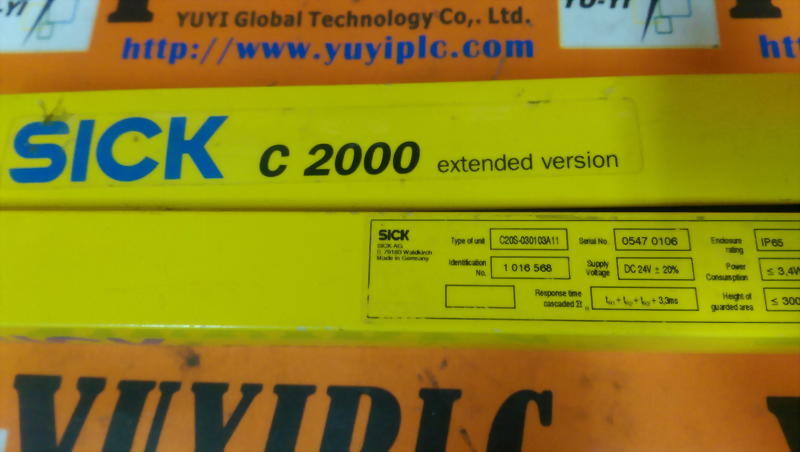 YUYI Global Technology Co,. Ltd.
http://www.yuyiplc.com
SICK C 2000 extended version
SICK
SICK AG
D 79183 Waldkirch
Made in Germany
Type of unit C20S-030103A11 Serial No. 0547 0106 Enclosure rating IP65
Identification No. 1 016 568 Supply Voltage DC 24V ± 20% Power Consumption ≤ 3,4W
Response time cascaded Σt + 3,3ms Height of guarded area ≤ 300
YUYIPLC